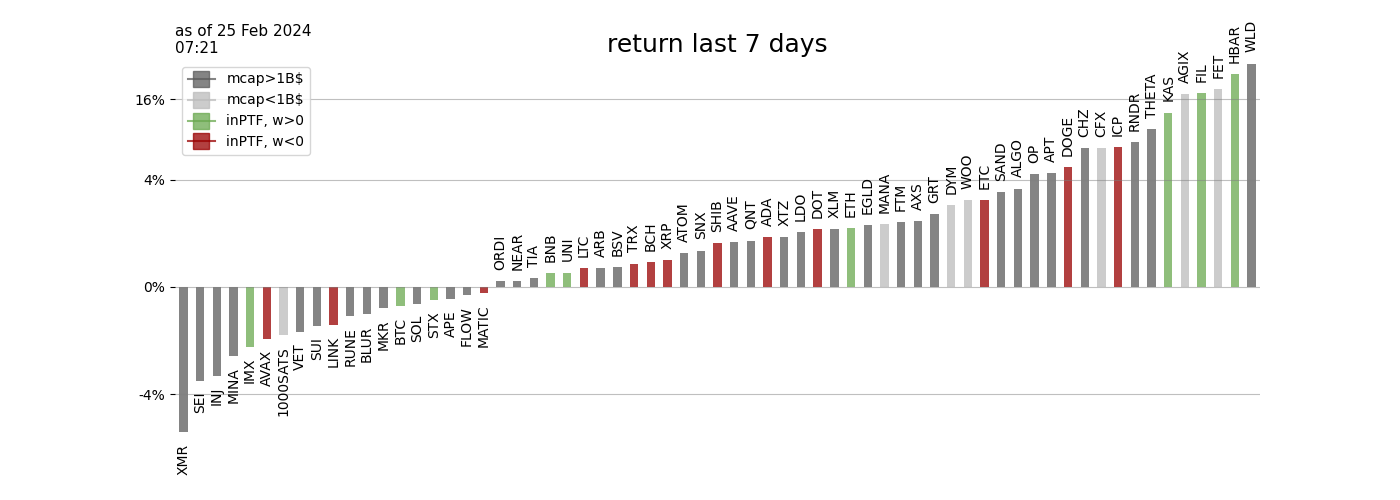 as of 25 Feb 2024
07:21
return last 7 days
mcap>1B$
mcap<1B$
inPTF, w>0
inPTF, w<0
16%
4%
0%
-4%
XMR
SEI
INJ
MINA
IMX
AVAX
1000SATS
VET
SUI
LINK
RUNE
BLUR
MKR
BTC
SOL
STX
APE
FLOW
MATIC
ORDI
NEAR
TIA
BNB
UNI
LTC
ARB
BSV
TRX
BCH
XRP
ATOM
SNX
SHIB
AAVE
QNT
ADA
XTZ
LDO
DOT
XLM
ETH
EGLD
MANA
FTM
AXS
GRT
DYM
WOO
ETC
SAND
ALGO
OP
APT
DOGE
CHZ
CFX
ICP
RNDR
THETA
KAS
AGIX
FIL
FET
HBAR
WLD